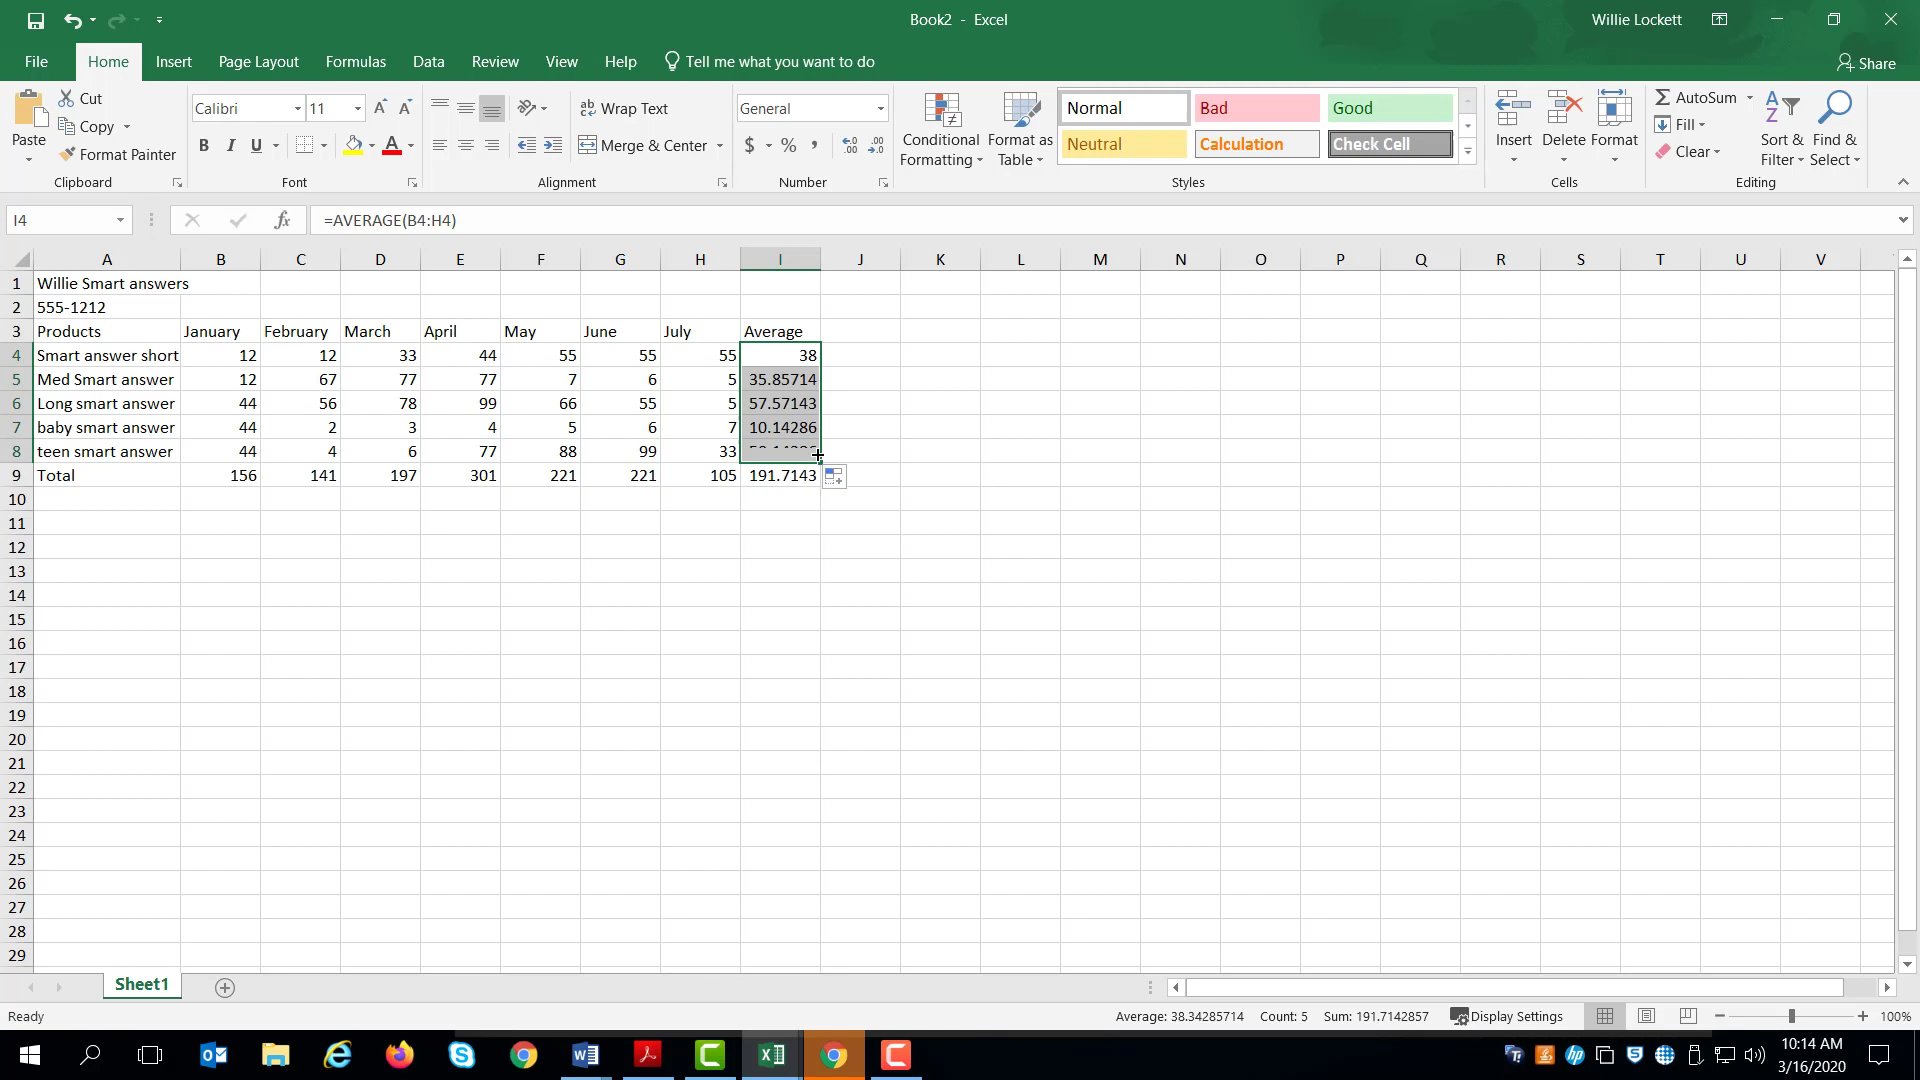 Book2 - Excel
Willie Lockett
File Home Insert Page Layout Formulas Data Review View Help Tell me what you want to do Share
Paste
Cut
Copy
Format Painter
Clipboard
Calibri 11
B I U
Font
Wrap Text
Merge & Center
Alignment
General
$ % ,
Number
Conditional Formatting
Format as Table
Normal Bad Good
Neutral Calculation Check Cell
Styles
Insert Delete Format
Cells
AutoSum
Fill
Clear
Sort & Filter
Find & Select
Editing
I4 fx =AVERAGE(B4:H4)
A B C D E F G H I J K L M N O P Q R S T U V
1 Willie Smart answers
2 555-1212
3 Products January February March April May June July Average
4 Smart answer short 12 12 33 44 55 55 55 38
5 Med Smart answer 12 67 77 77 7 6 5 35.85714
6 Long smart answer 44 56 78 99 66 55 5 57.57143
7 baby smart answer 44 2 3 4 5 6 7 10.14286
8 teen smart answer 44 4 6 77 88 99 33
9 Total 156 141 197 301 221 221 105 191.7143
10
11
12
13
14
15
16
17
18
19
20
21
22
23
24
25
26
27
28
29
Sheet1
Ready Average: 38.34285714 Count: 5 Sum: 191.7142857 Display Settings 100%
10:14 AM
3/16/2020